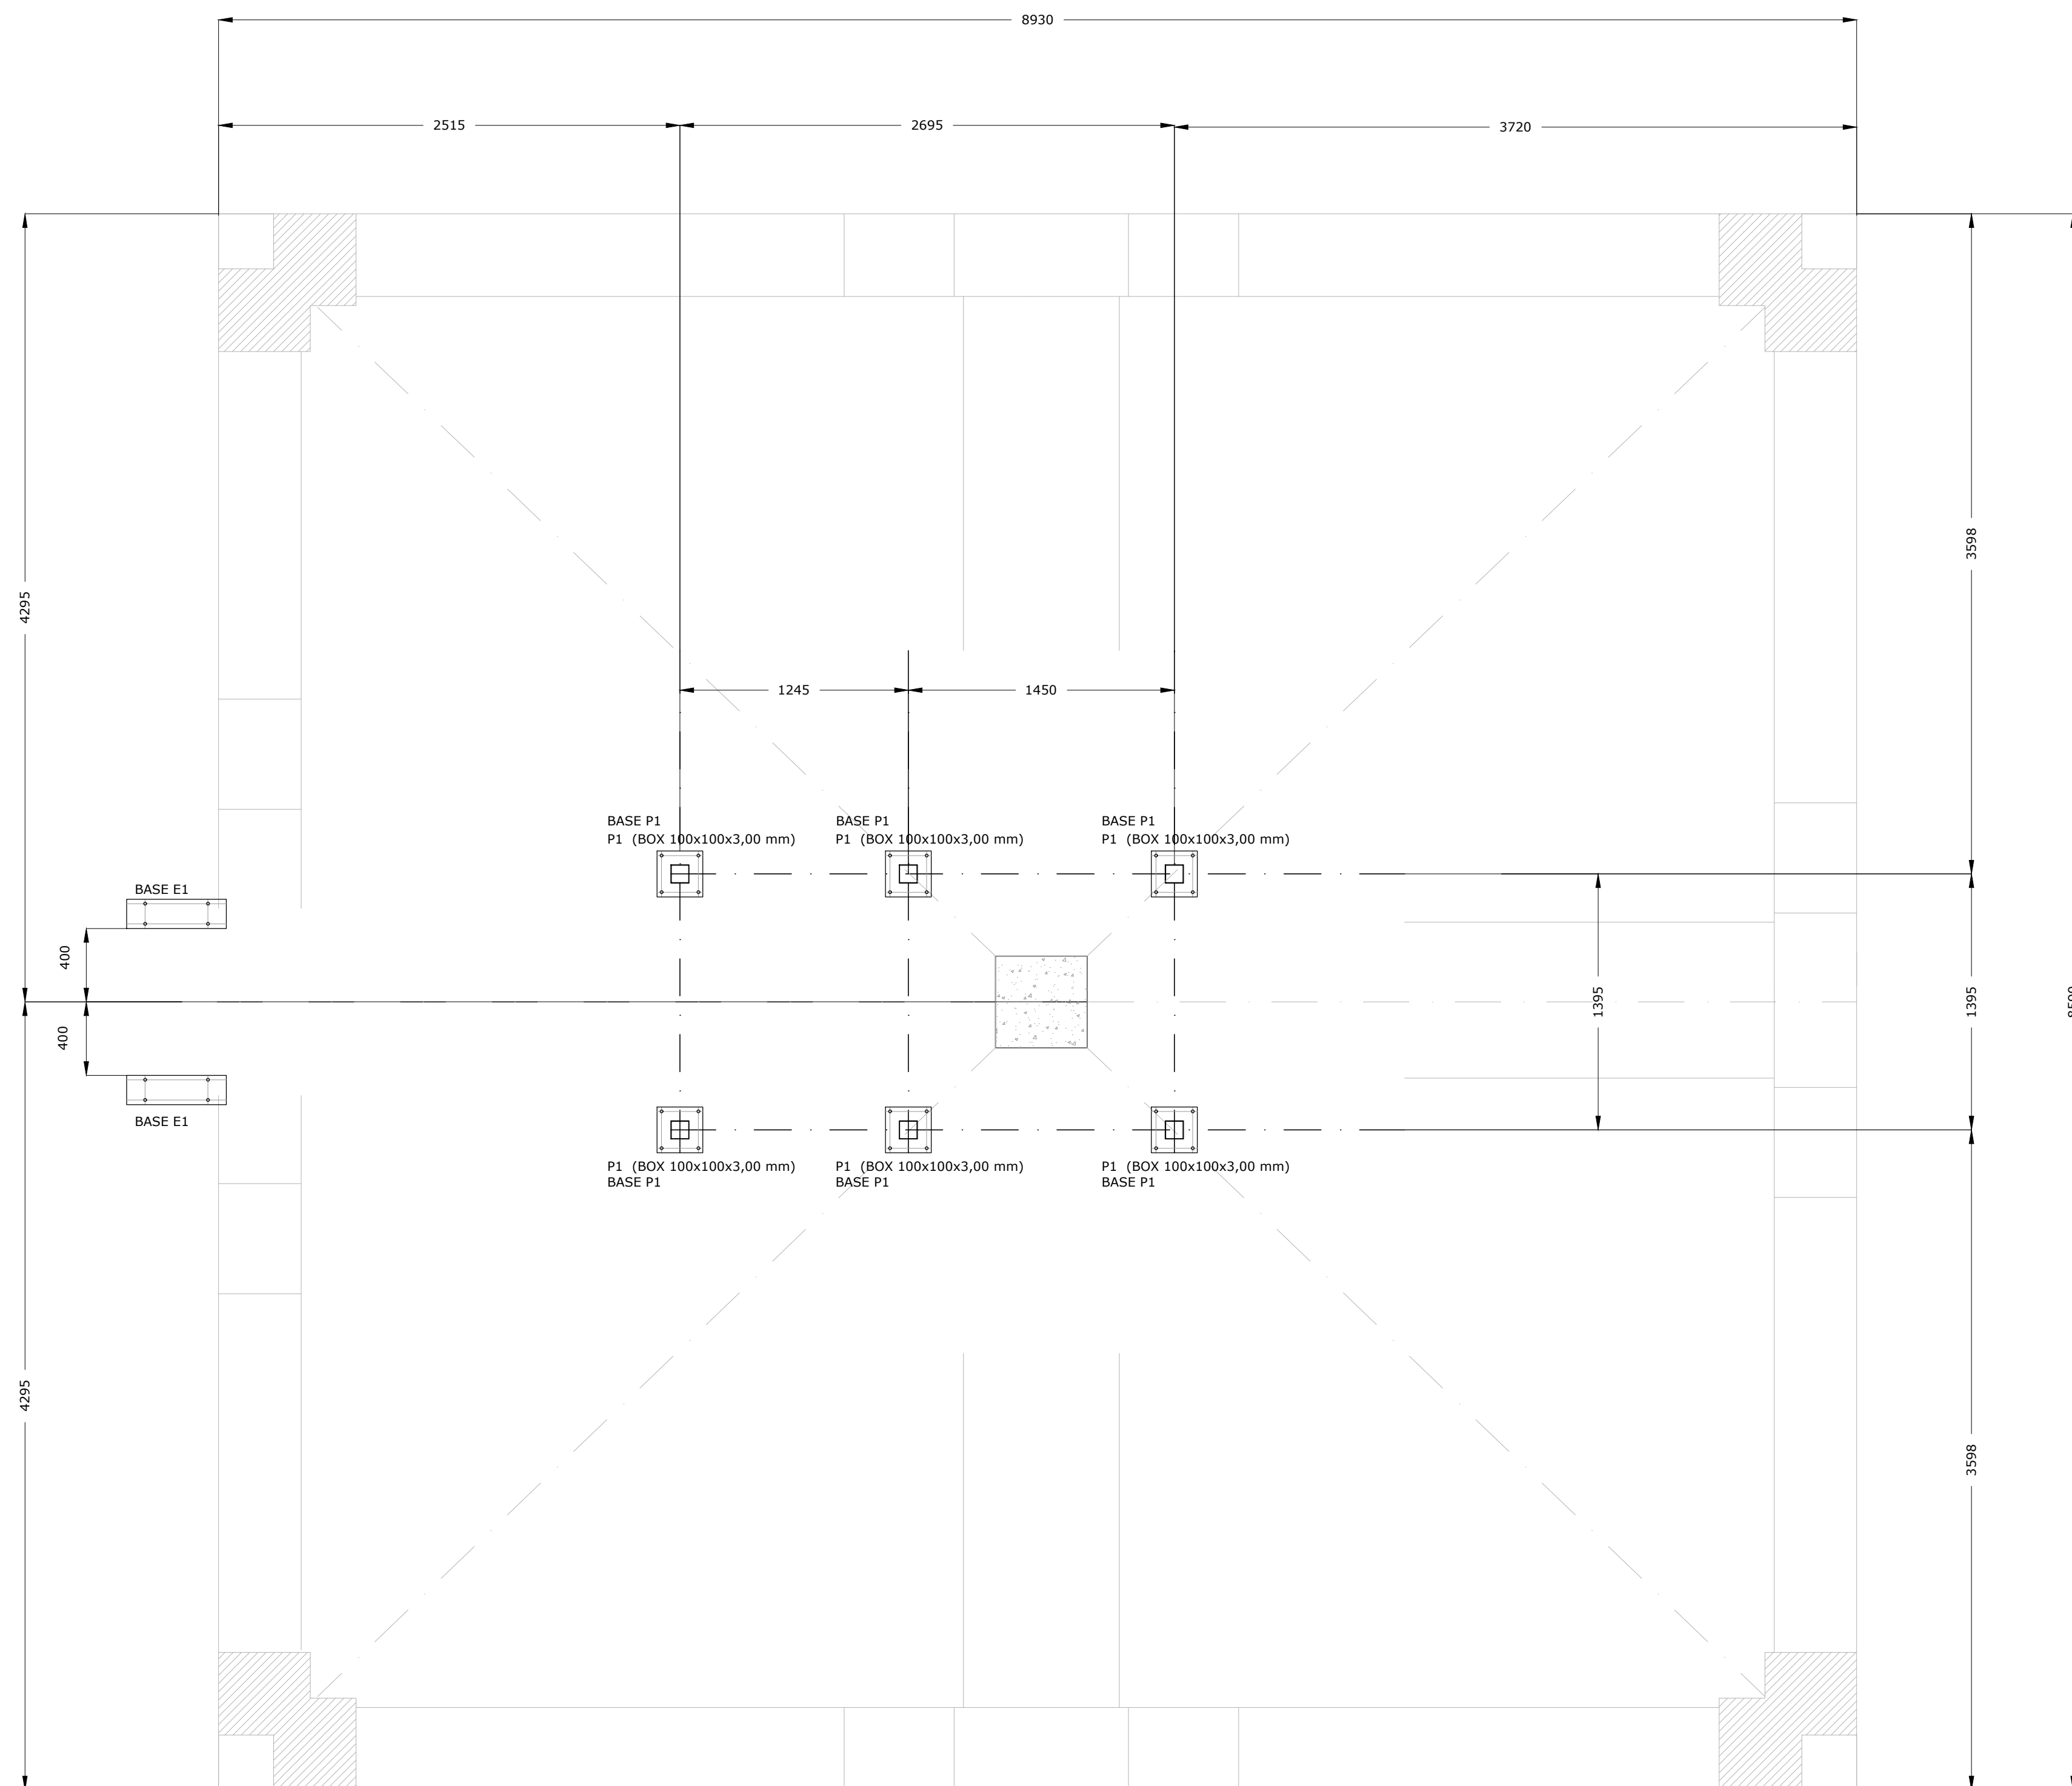 8930
2515
2695
3720
3598
4295
1245
1450
BASE P1
P1 (BOX 100x100x3,00 mm)
BASE P1
P1 (BOX 100x100x3,00 mm)
BASE P1
P1 (BOX 100x100x3,00 mm)
BASE E1
400
1395
1395
400
BASE E1
P1 (BOX 100x100x3,00 mm)
BASE P1
P1 (BOX 100x100x3,00 mm)
BASE P1
P1 (BOX 100x100x3,00 mm)
BASE P1
4295
3598